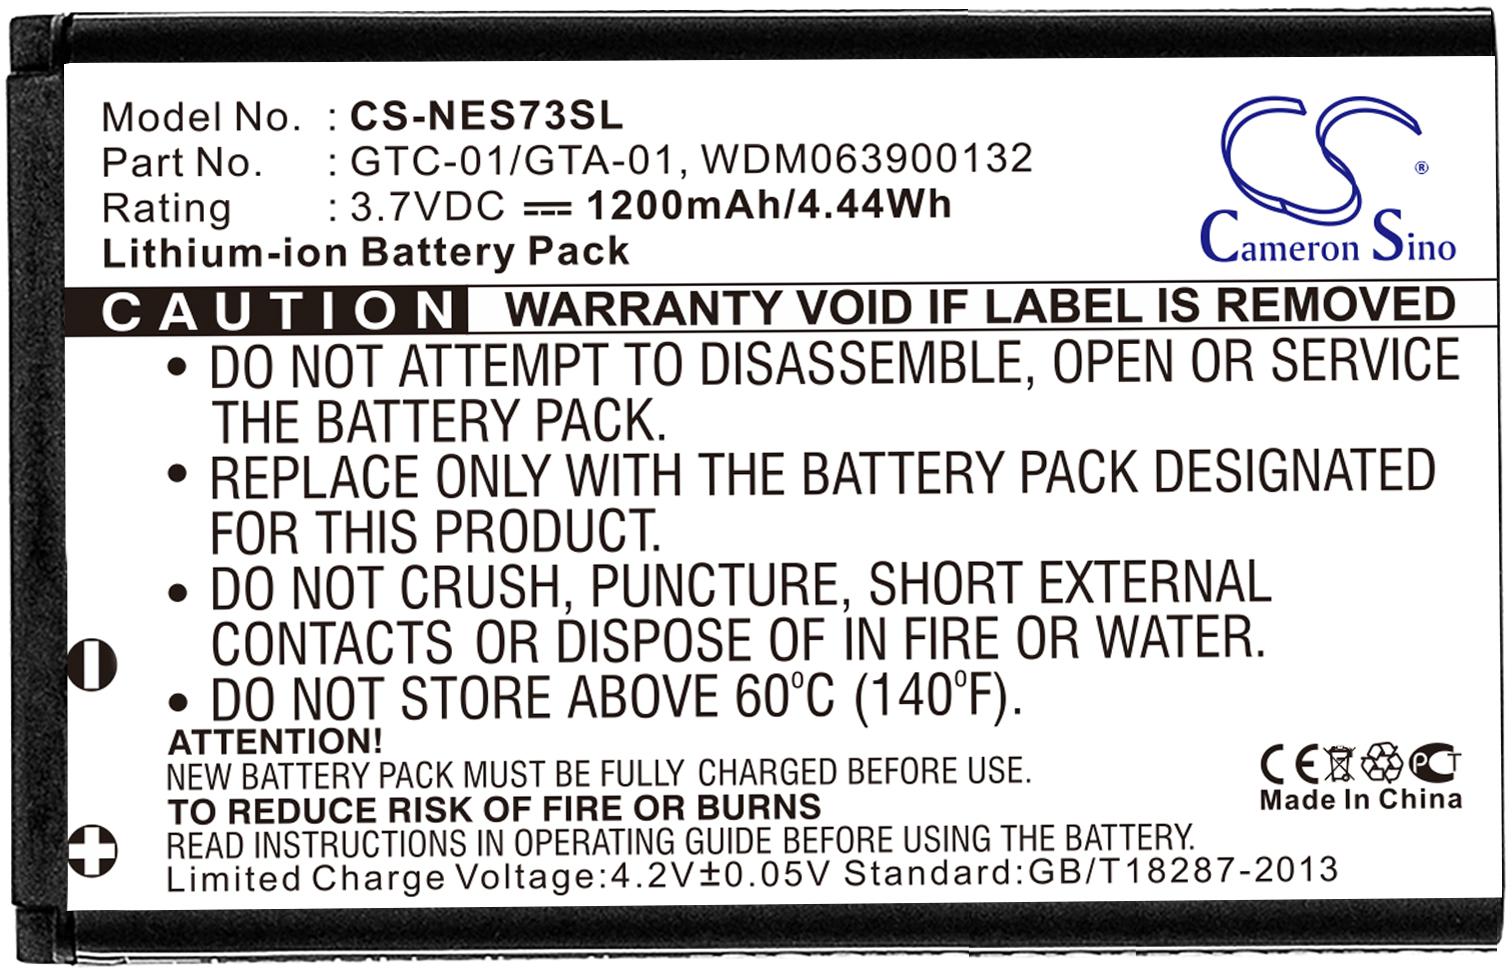 Model No. : CS-NES73SL
Part No. : GTC-01/GTA-01, WDM063900132
Rating : 3.7VDC 1200mAh/4.44Wh
Lithium-ion Battery Pack
CS ®
Cameron Sino
CAUTION WARRANTY VOID IF LABEL IS REMOVED
• DO NOT ATTEMPT TO DISASSEMBLE, OPEN OR SERVICE
THE BATTERY PACK.
• REPLACE ONLY WITH THE BATTERY PACK DESIGNATED
FOR THIS PRODUCT.
• DO NOT CRUSH, PUNCTURE, SHORT EXTERNAL
CONTACTS OR DISPOSE OF IN FIRE OR WATER.
• DO NOT STORE ABOVE 60°C (140°F).
ATTENTION!
NEW BATTERY PACK MUST BE FULLY CHARGED BEFORE USE.
TO REDUCE RISK OF FIRE OR BURNS
READ INSTRUCTIONS IN OPERATING GUIDE BEFORE USING THE BATTERY.
Limited Charge Voltage:4.2V±0.05V Standard:GB/T18287-2013
CE PCT
Made In China